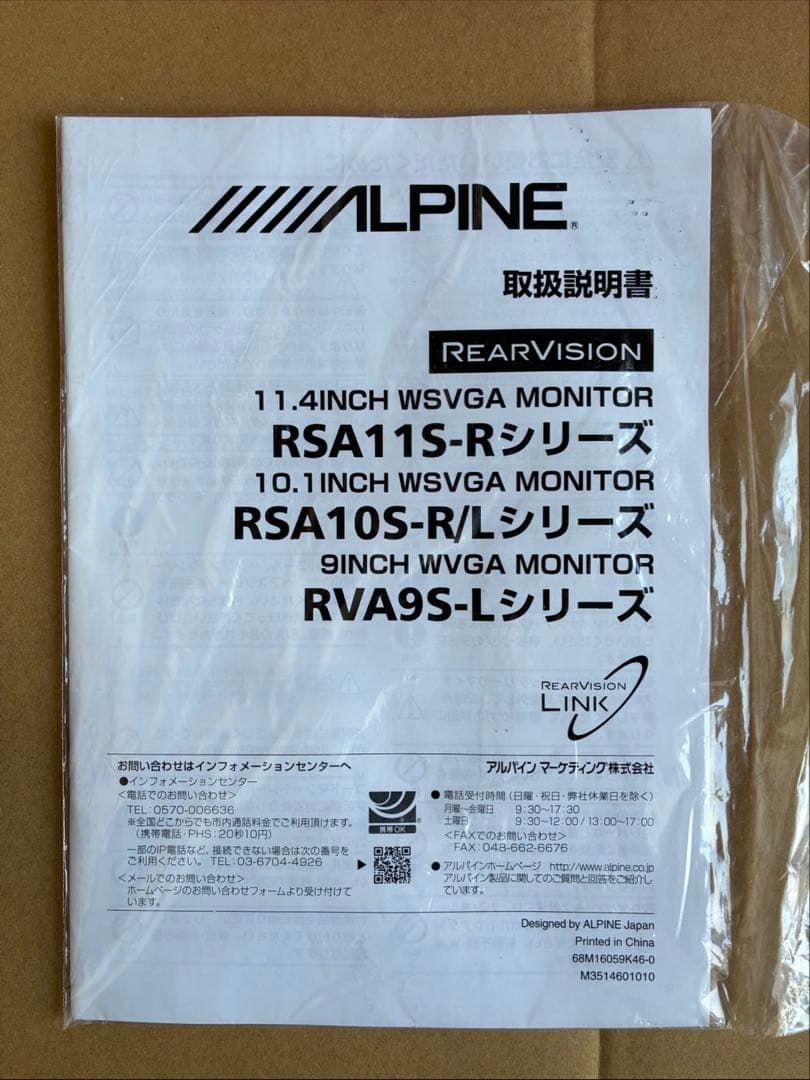 ALPINE®
取扱説明書
REARVISION
11.4INCH WSVGA MONITOR
RSA11S-Rシリーズ
10.1INCH WSVGA MONITOR
RSA10S-R/Lシリーズ
9INCH WVGA MONITOR
RVA9S-Lシリーズ
REARVISION
LINK
お問い合わせはインフォメーションセンターへ
アルパイン マーケティング株式会社
●インフォメーションセンター
<電話でのお問い合わせ>
TEL:0570-006636
※全国どこからでも市内通話料金でご利用頂けます。
(携帯電話・PHS:20秒10円)
一部のIP電話など、接続できない場合は次の番号を
ご利用ください。TEL:03-6704-4926
<メールでのお問い合わせ>
ホームページのお問い合わせフォームより受け付けて
います。
携帯OK
● 電話受付時間(日曜・祝日・弊社休業日を除く)
月曜~金曜日 9:30~17:30
土曜日 9:30~12:00 / 13:00~17:00
<FAXでのお問い合わせ>
FAX:048-662-6676
● アルパインホームページ http://www.alpine.co.jp
アルパイン製品に関してのご質問と回答をご紹介し
ています。
Designed by ALPINE Japan
Printed in China
68M16059K46-0
M3514601010